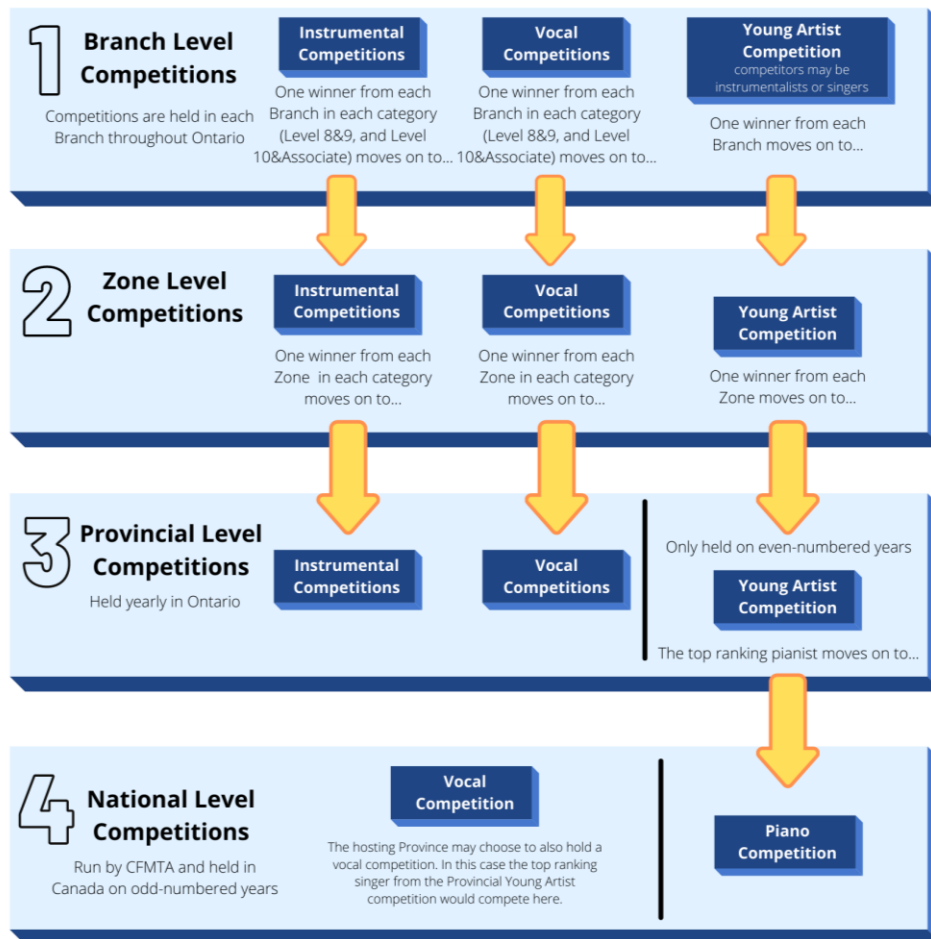 1
Branch Level
Competitions
Competitions are held in each
Branch throughout Ontario
Instrumental
Competitions
One winner from each
Branch in each category
(Level 8&9, and Level
10&Associate) moves on to...
Vocal
Competitions
One winner from each
Branch in each category
(Level 8&9, and Level
10&Associate) moves on to...
Young Artist
Competition
competitors may be
instrumentalists or singers
One winner from each
Branch moves on to...
2
Zone Level
Competitions
Instrumental
Competitions
One winner from each
Zone in each category
moves on to...
Vocal
Competitions
One winner from each
Zone in each category
moves on to...
Young Artist
Competition
One winner from each
Zone moves on to...
3
Provincial Level
Competitions
Held yearly in Ontario
Instrumental
Competitions
Vocal
Competitions
Only held on even-numbered years
Young Artist
Competition
The top ranking pianist moves on to...
4
National Level
Competitions
Run by CFMTA and held in
Canada on odd-numbered years
Vocal
Competition
The hosting Province may choose to also hold a
vocal competition. In this case the top ranking
singer from the Provincial Young Artist
competition would compete here.
Piano
Competition